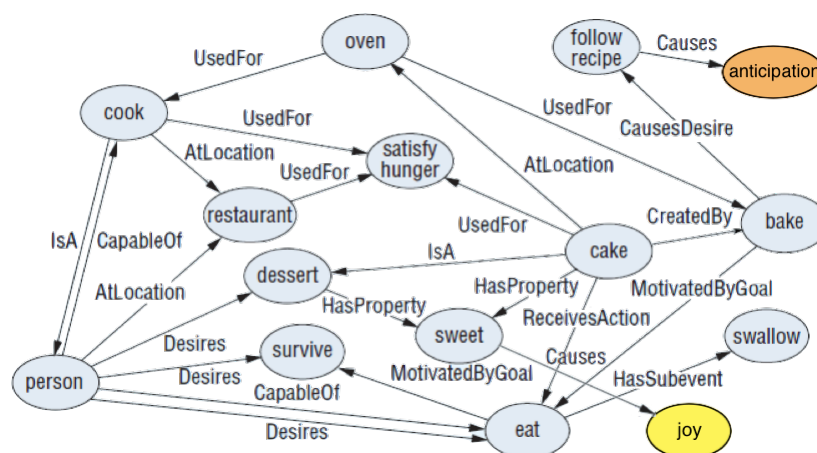 oven
follow
recipe
Causes
anticipation
UsedFor
cook
UsedFor
UsedFor
CausesDesire
AtLocation
satisfy
hunger
UsedFor
AtLocation
restaurant
UsedFor
CreatedBy
bake
IsA
CapableOf
IsA
cake
dessert
AtLocation
HasProperty
HasProperty
MotivatedByGoal
ReceivesAction
sweet
swallow
Desires
survive
Causes
person
Desires
MotivatedByGoal
HasSubevent
CapableOf
Desires
eat
joy